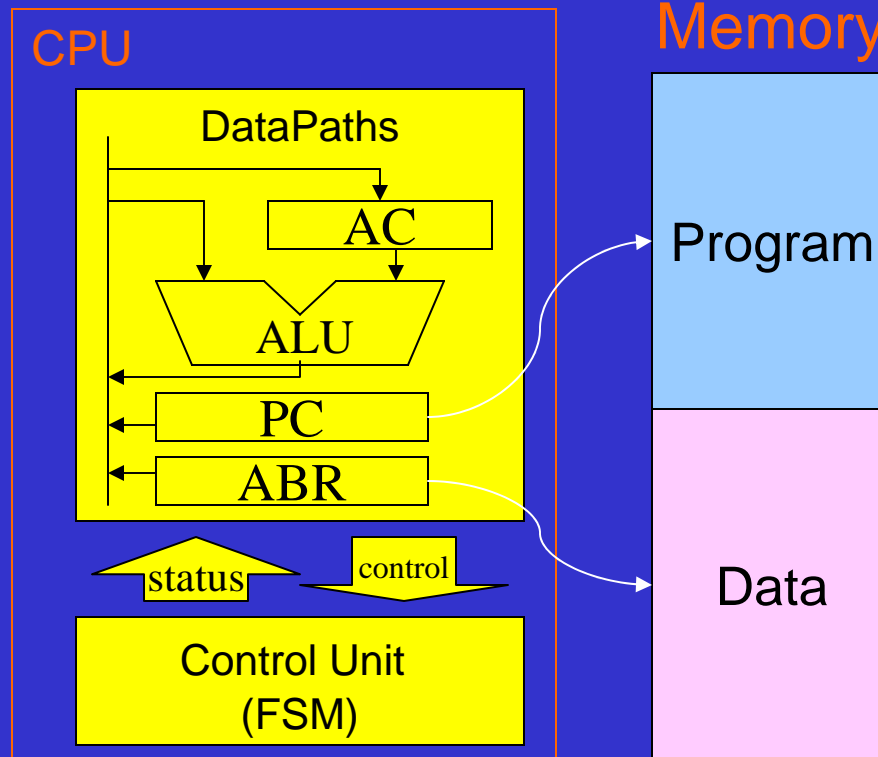 CPU
Memory
DataPaths
AC
ALU
PC
ABR
status
control
Control Unit
(FSM)
Program
Data